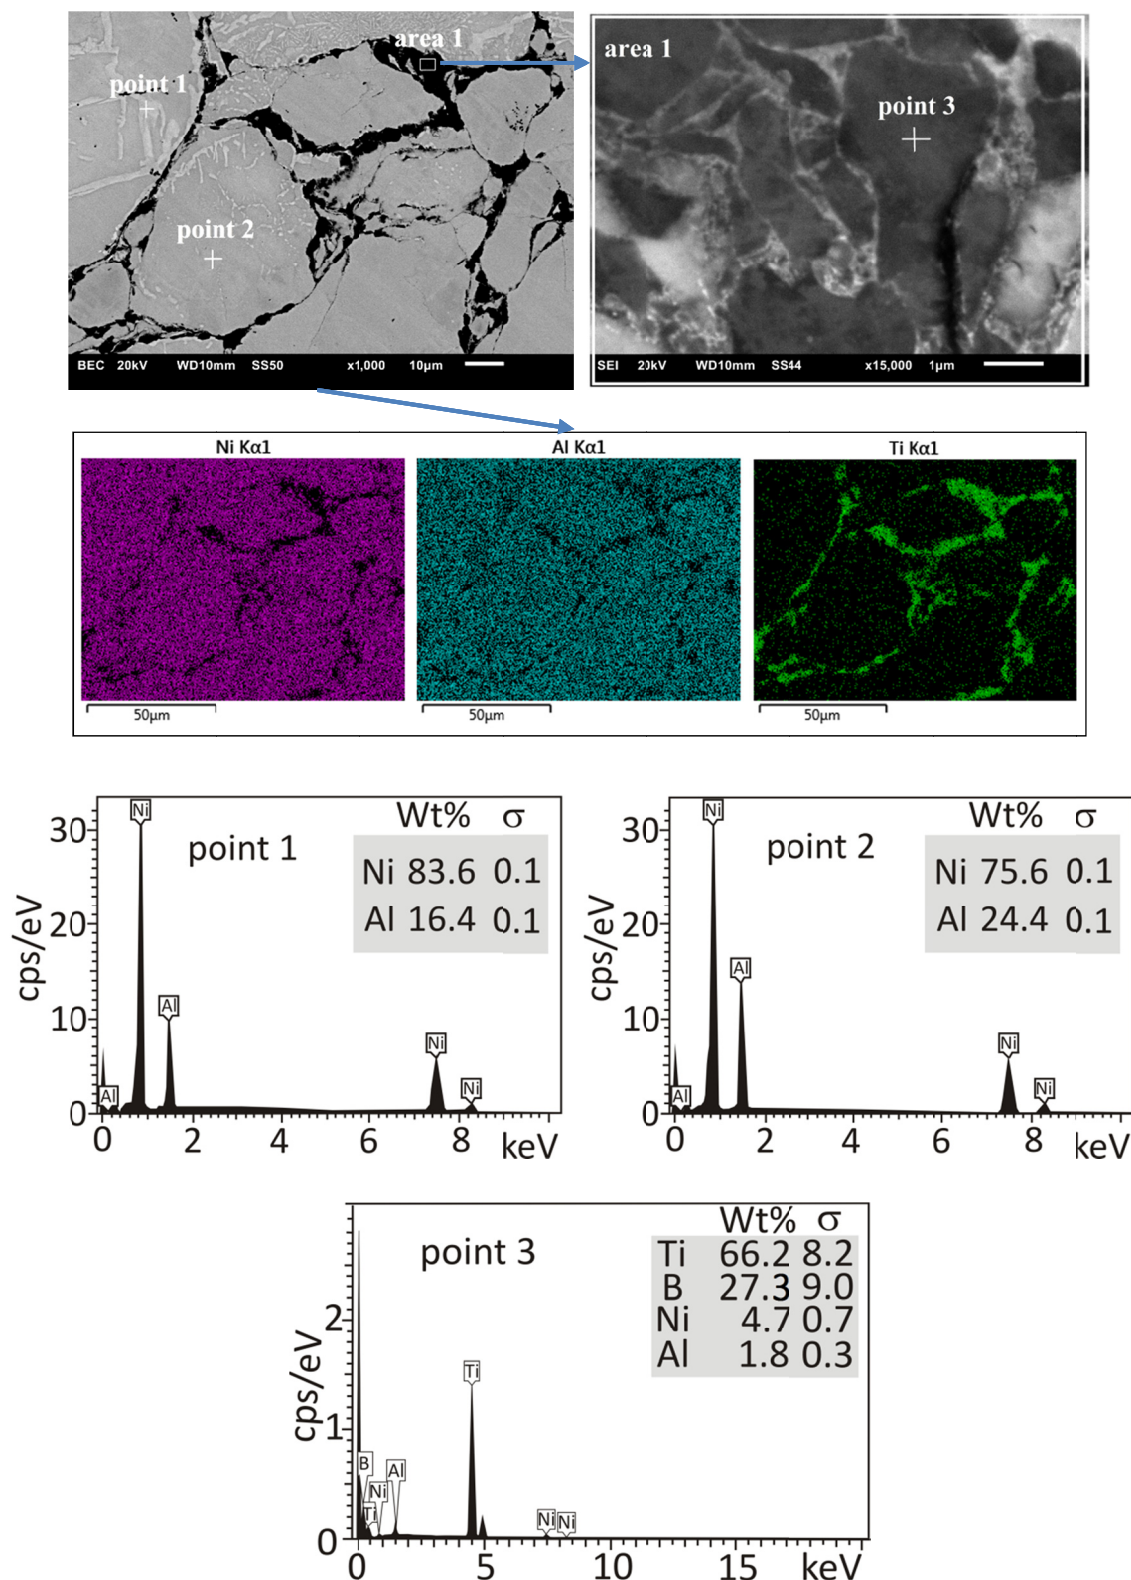 area 1
point 1
point 2
BEC 20kV WD10mm SS50 x1,000 10µm
area 1
point 3
SEI 20kV WD10mm SS44 x15,000 1µm
Ni Kα1
Al Kα1
Ti Kα1
50µm
50µm
50µm
point 1
Wt% σ
Ni 83.6 0.1
Al 16.4 0.1
cps/eV
30
20
10
0
Ni
Al
Al
Ni
Ni
0 2 4 6 8 keV
point 2
Wt% σ
Ni 75.6 0.1
Al 24.4 0.1
cps/eV
30
20
10
0
Ni
Al
Al
Ni
Ni
0 2 4 6 8 keV
point 3
Wt% σ
Ti 66.2 8.2
B 27.3 9.0
Ni 4.7 0.7
Al 1.8 0.3
cps/eV
2
1
0
B
Ti
Ni
Al
Ti
Ni
Ni
0 5 10 15 keV